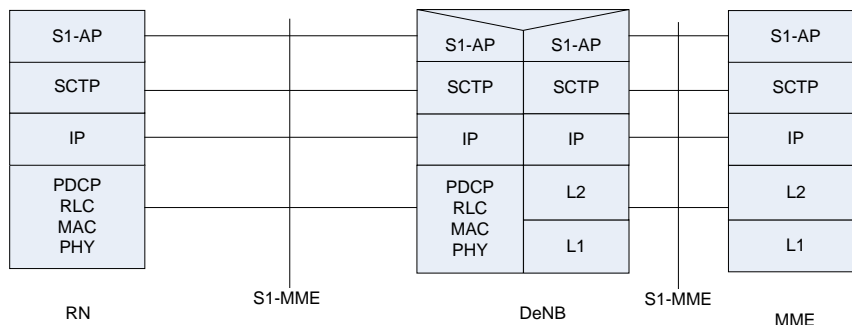 S1-AP
SCTP
IP
PDCP
RLC
MAC
PHY
RN
S1-MME
S1-AP
SCTP
IP
PDCP
RLC
MAC
PHY
S1-AP
SCTP
IP
L2
L1
DeNB
S1-MME
S1-AP
SCTP
IP
L2
L1
MME